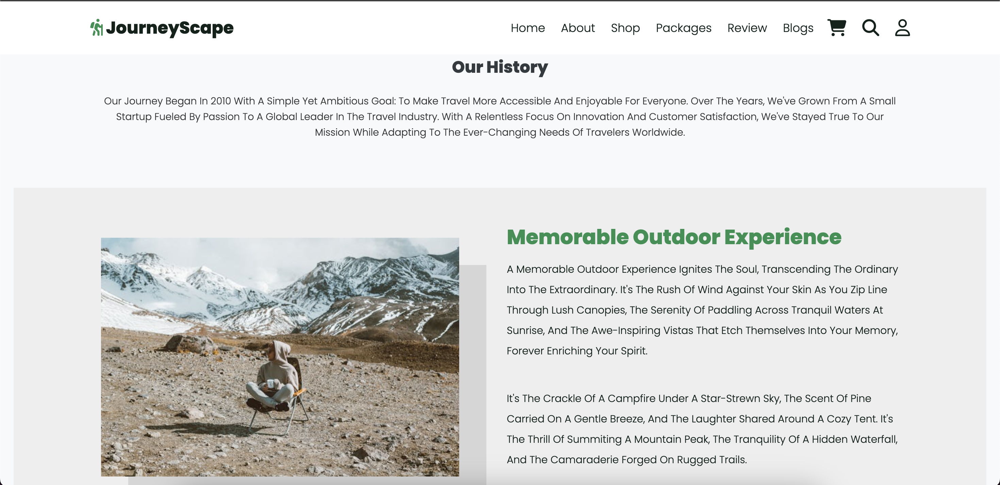 JourneyScape
Home About Shop Packages Review Blogs
Our History
Our Journey Began In 2010 With A Simple Yet Ambitious Goal: To Make Travel More Accessible And Enjoyable For Everyone. Over The Years, We've Grown From A Small
Startup Fueled By Passion To A Global Leader In The Travel Industry. With A Relentless Focus On Innovation And Customer Satisfaction, We've Stayed True To Our
Mission While Adapting To The Ever-Changing Needs Of Travelers Worldwide.
Memorable Outdoor Experience
A Memorable Outdoor Experience Ignites The Soul, Transcending The Ordinary
Into The Extraordinary. It's The Rush Of Wind Against Your Skin As You Zip Line
Through Lush Canopies, The Serenity Of Paddling Across Tranquil Waters At
Sunrise, And The Awe-Inspiring Vistas That Etch Themselves Into Your Memory,
Forever Enriching Your Spirit.
It's The Crackle Of A Campfire Under A Star-Strewn Sky, The Scent Of Pine
Carried On A Gentle Breeze, And The Laughter Shared Around A Cozy Tent. It's
The Thrill Of Summiting A Mountain Peak, The Tranquility Of A Hidden Waterfall,
And The Camaraderie Forged On Rugged Trails.